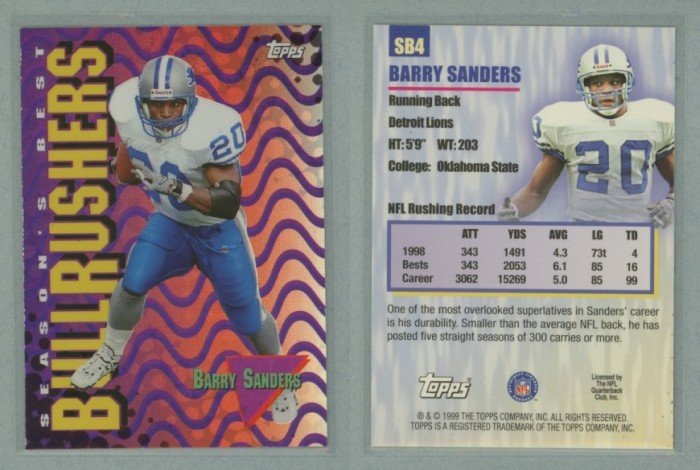 SEASON'S BEST
BULL RUSHERS
Topps
20
BARRY SANDERS
SB4
BARRY SANDERS
Running Back
Detroit Lions
HT: 5'9" WT: 203
College: Oklahoma State
20
NFL Rushing Record
ATT YDS AVG LG TD
1998 343 1491 4.3 73t 4
Bests 343 2053 6.1 85 16
Career 3062 15269 5.0 85 99
One of the most overlooked superlatives in Sanders' career
is his durability. Smaller than the average NFL back, he has
posted five straight seasons of 300 carries or more.
Topps
Licensed by
The NFL
Quarterback
Club, Inc.
® & © 1999 THE TOPPS COMPANY, INC. ALL RIGHTS RESERVED.
TOPPS IS A REGISTERED TRADEMARK OF THE TOPPS COMPANY, INC.